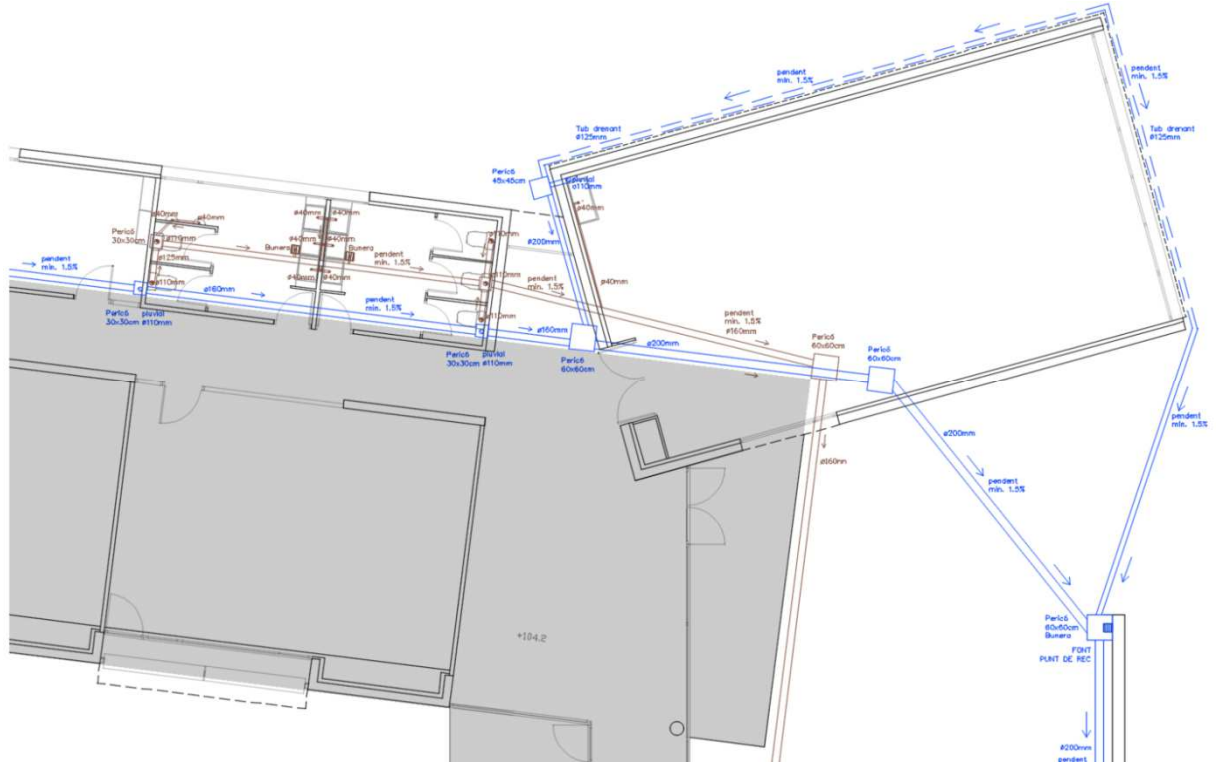 pendent
min. 1.5%
pendent
min. 1.5%
Tub drenant
ø125mm
Tub drenant
ø125mm
Pericó
45x45cm
pluvial
ø110mm
ø40mm
ø40mm
ø40mm
ø40mm
ø40mm
Pericó
30x30cm
ø110mm
ø40mm
ø40mm
Bunera
Bunera
ø110mm
ø200mm
pendent
min. 1.5%
ø125mm
pendent
min. 1.5%
ø40mm
ø40mm
ø110mm
pendent
min. 1.5%
ø110mm
ø40mm
ø160mm
pendent
min. 1.5%
Pericó
30x30cm
pluvial
ø110mm
ø110mm
pendent
min. 1.5%
ø160mm
ø160mm
ø200mm
Pericó
60x60cm
Pericó
60x60cm
Pericó
30x30cm
pluvial
ø110mm
Pericó
60x60cm
pendent
min. 1.5%
ø200mm
ø160mm
pendent
min. 1.5%
+104.2
Pericó
60x60cm
Bunera
FONT
PUNT DE REC
ø200mm
pendent